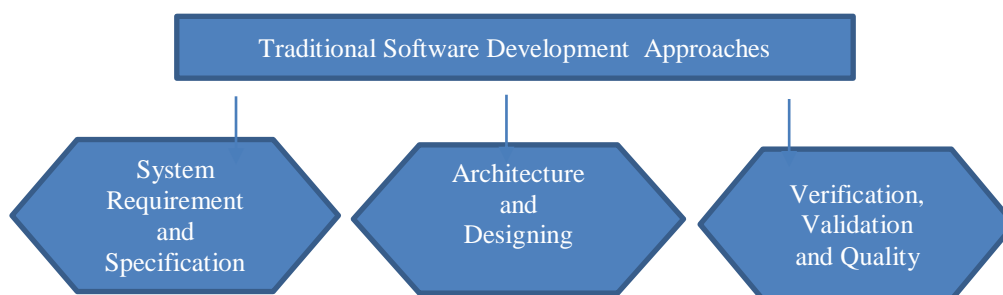 Traditional Software Development Approaches
System
Requirement
and
Specification
Architecture
and
Designing
Verification,
Validation
and Quality